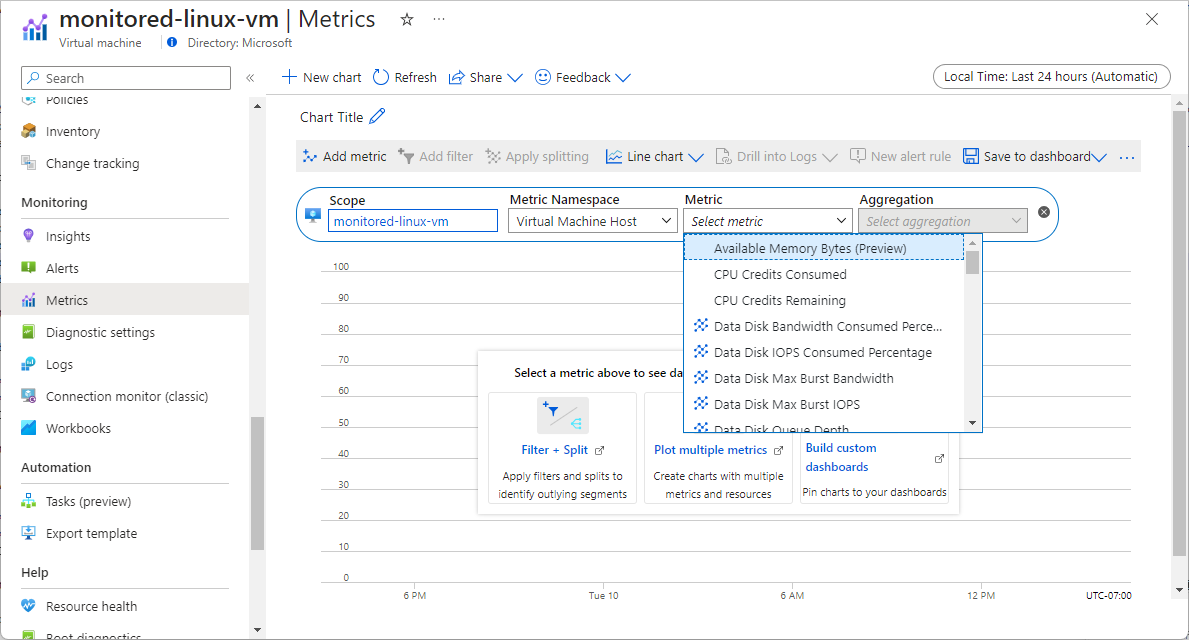 monitored-linux-vm | Metrics
Virtual machine
Directory: Microsoft
Search
Policies
Inventory
Change tracking
Monitoring
Insights
Alerts
Metrics
Diagnostic settings
Logs
Connection monitor (classic)
Workbooks
Automation
Tasks (preview)
Export template
Help
Resource health
Boot diagnostics
New chart
Refresh
Share
Feedback
Local Time: Last 24 hours (Automatic)
Chart Title
Add metric
Add filter
Apply splitting
Line chart
Drill into Logs
New alert rule
Save to dashboard
Scope
monitored-linux-vm
Metric Namespace
Virtual Machine Host
Metric
Select metric
Aggregation
Select aggregation
Available Memory Bytes (Preview)
CPU Credits Consumed
CPU Credits Remaining
Data Disk Bandwidth Consumed Perce...
Data Disk IOPS Consumed Percentage
Data Disk Max Burst Bandwidth
Data Disk Max Burst IOPS
Data Disk Queue Depth
100
90
80
70
60
50
40
30
20
10
0
Select a metric above to see da
Filter + Split
Apply filters and splits to
identify outlying segments
Plot multiple metrics
Create charts with multiple
metrics and resources
Build custom
dashboards
Pin charts to your dashboards
6 PM
Tue 10
6 AM
12 PM
UTC-07:00